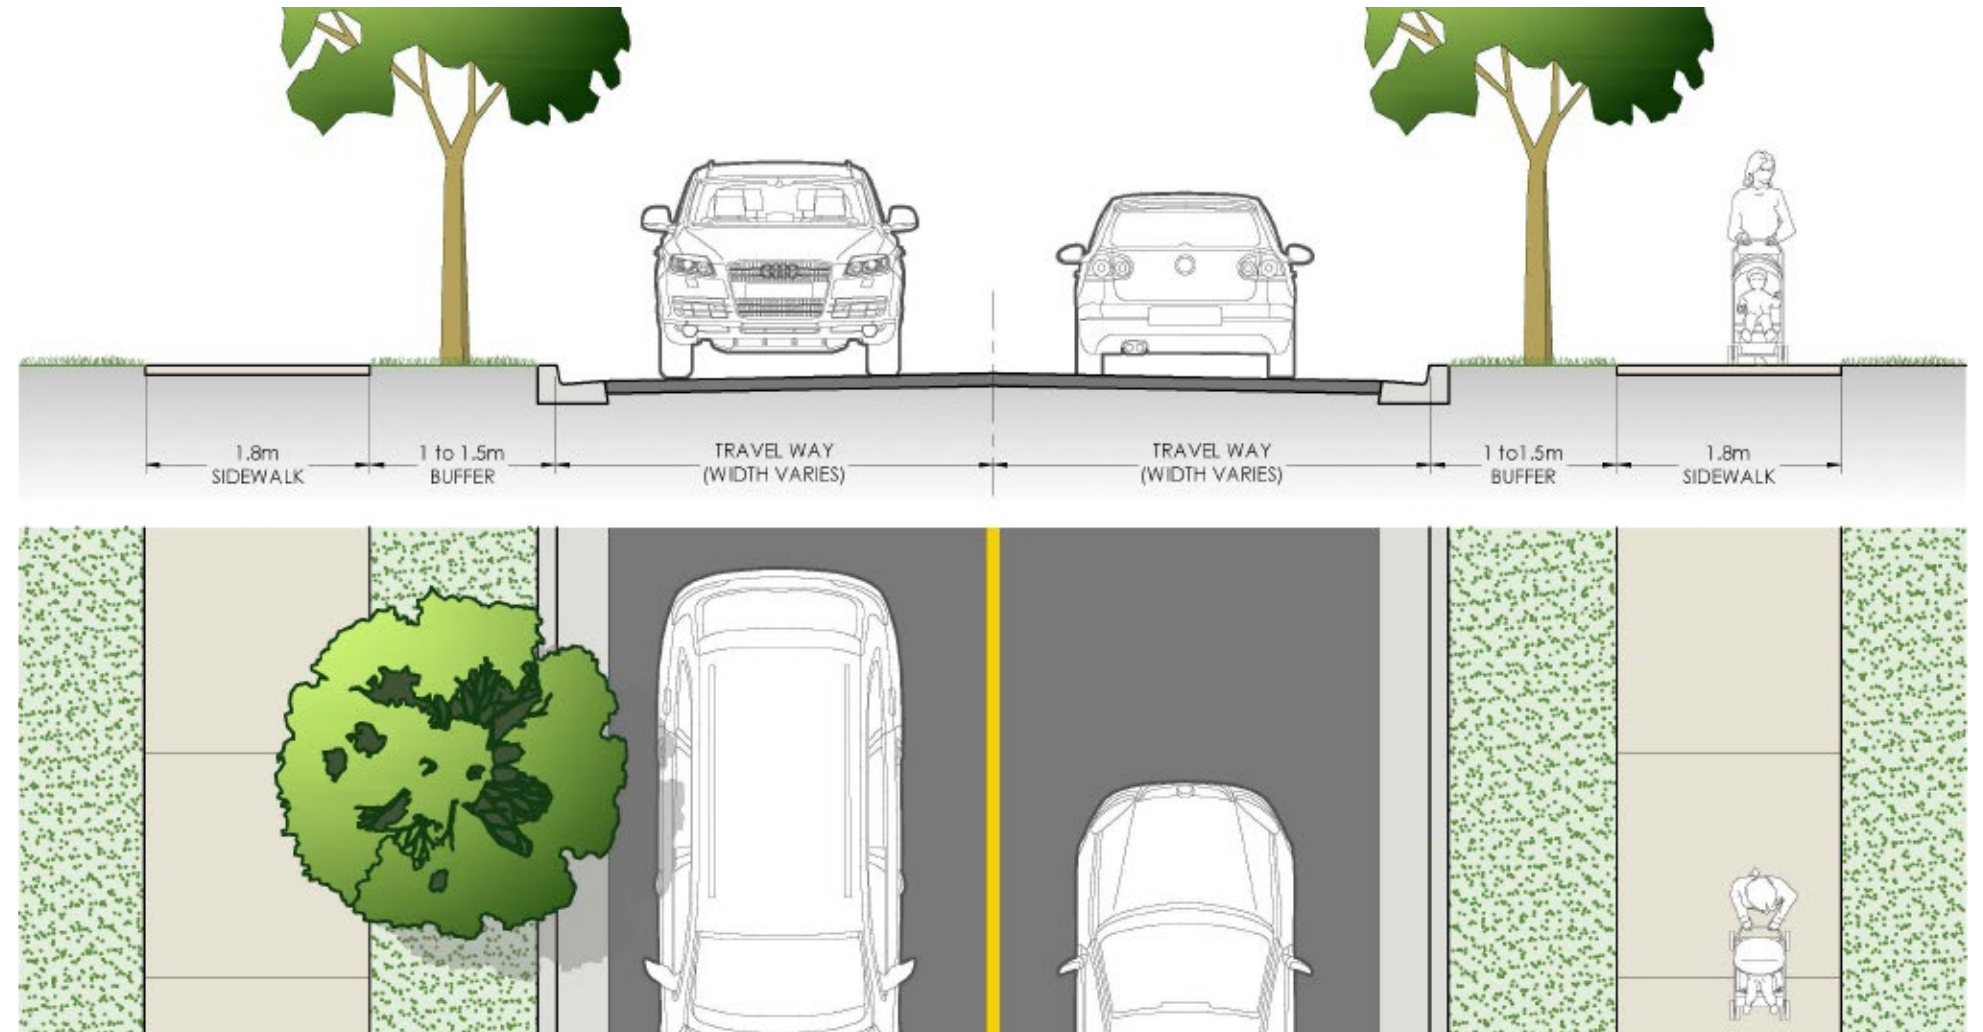 1.8m
SIDEWALK
1 to 1.5m
BUFFER
TRAVEL WAY
(WIDTH VARIES)
TRAVEL WAY
(WIDTH VARIES)
1 to1.5m
BUFFER
1.8m
SIDEWALK